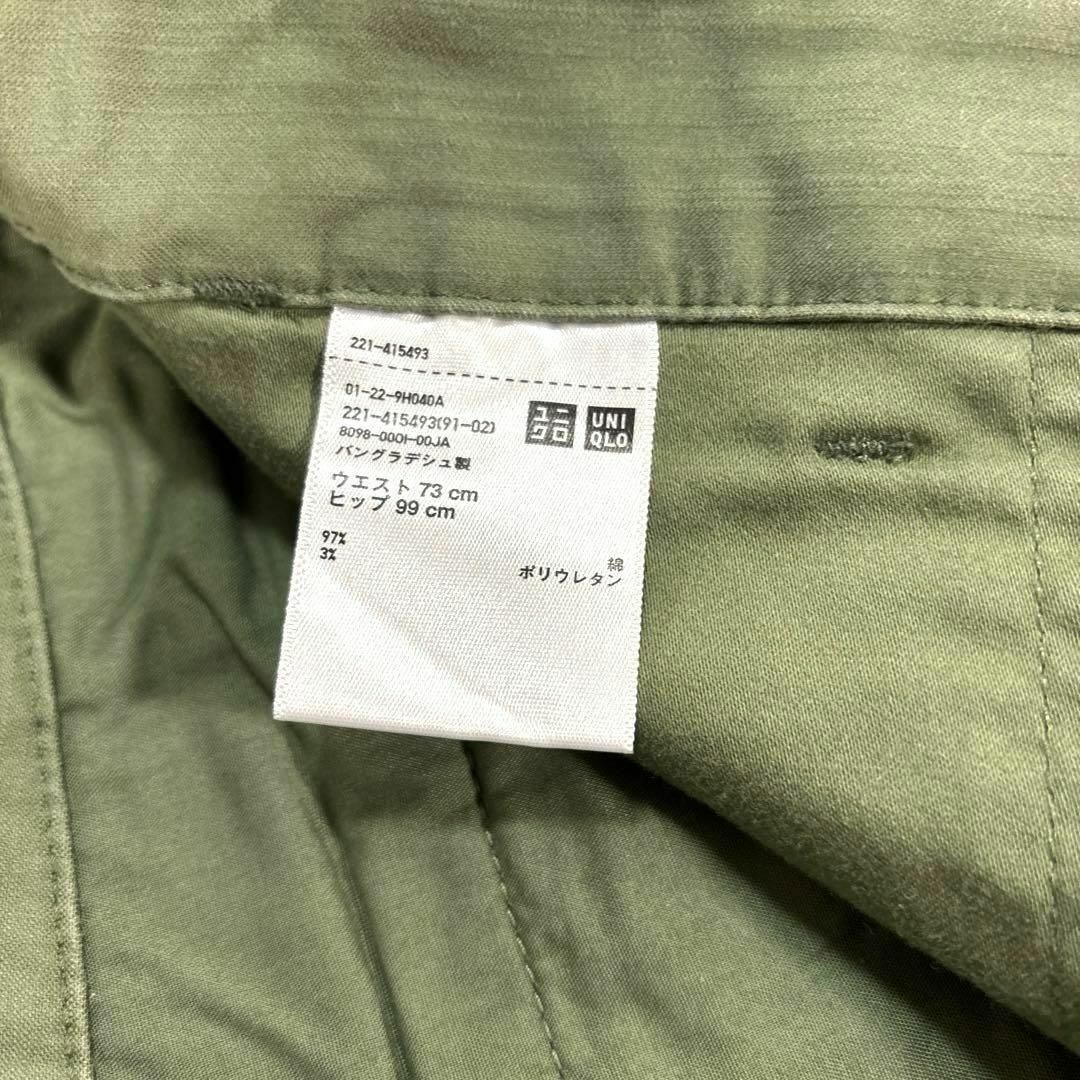 221-415493
01-22-9H040A
221-415493(91-02)
8098-0001-00JA
バングラデシュ製
ウエスト 73 cm
ヒップ 99 cm
ユニ
クロ
UNI
QLO
97% 綿
3% ポリウレタン